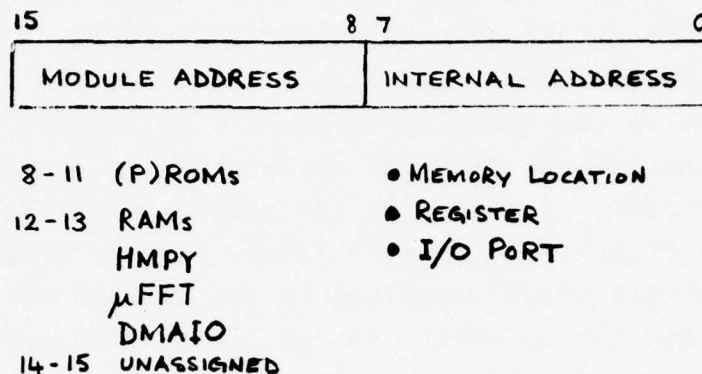 15 8 7 0
MODULE ADDRESS INTERNAL ADDRESS
8-11 (P)ROMs • MEMORY LOCATION
12-13 RAMs • REGISTER
HMPY • I/O PORT
μFFT
DMAIO
14-15 UNASSIGNED